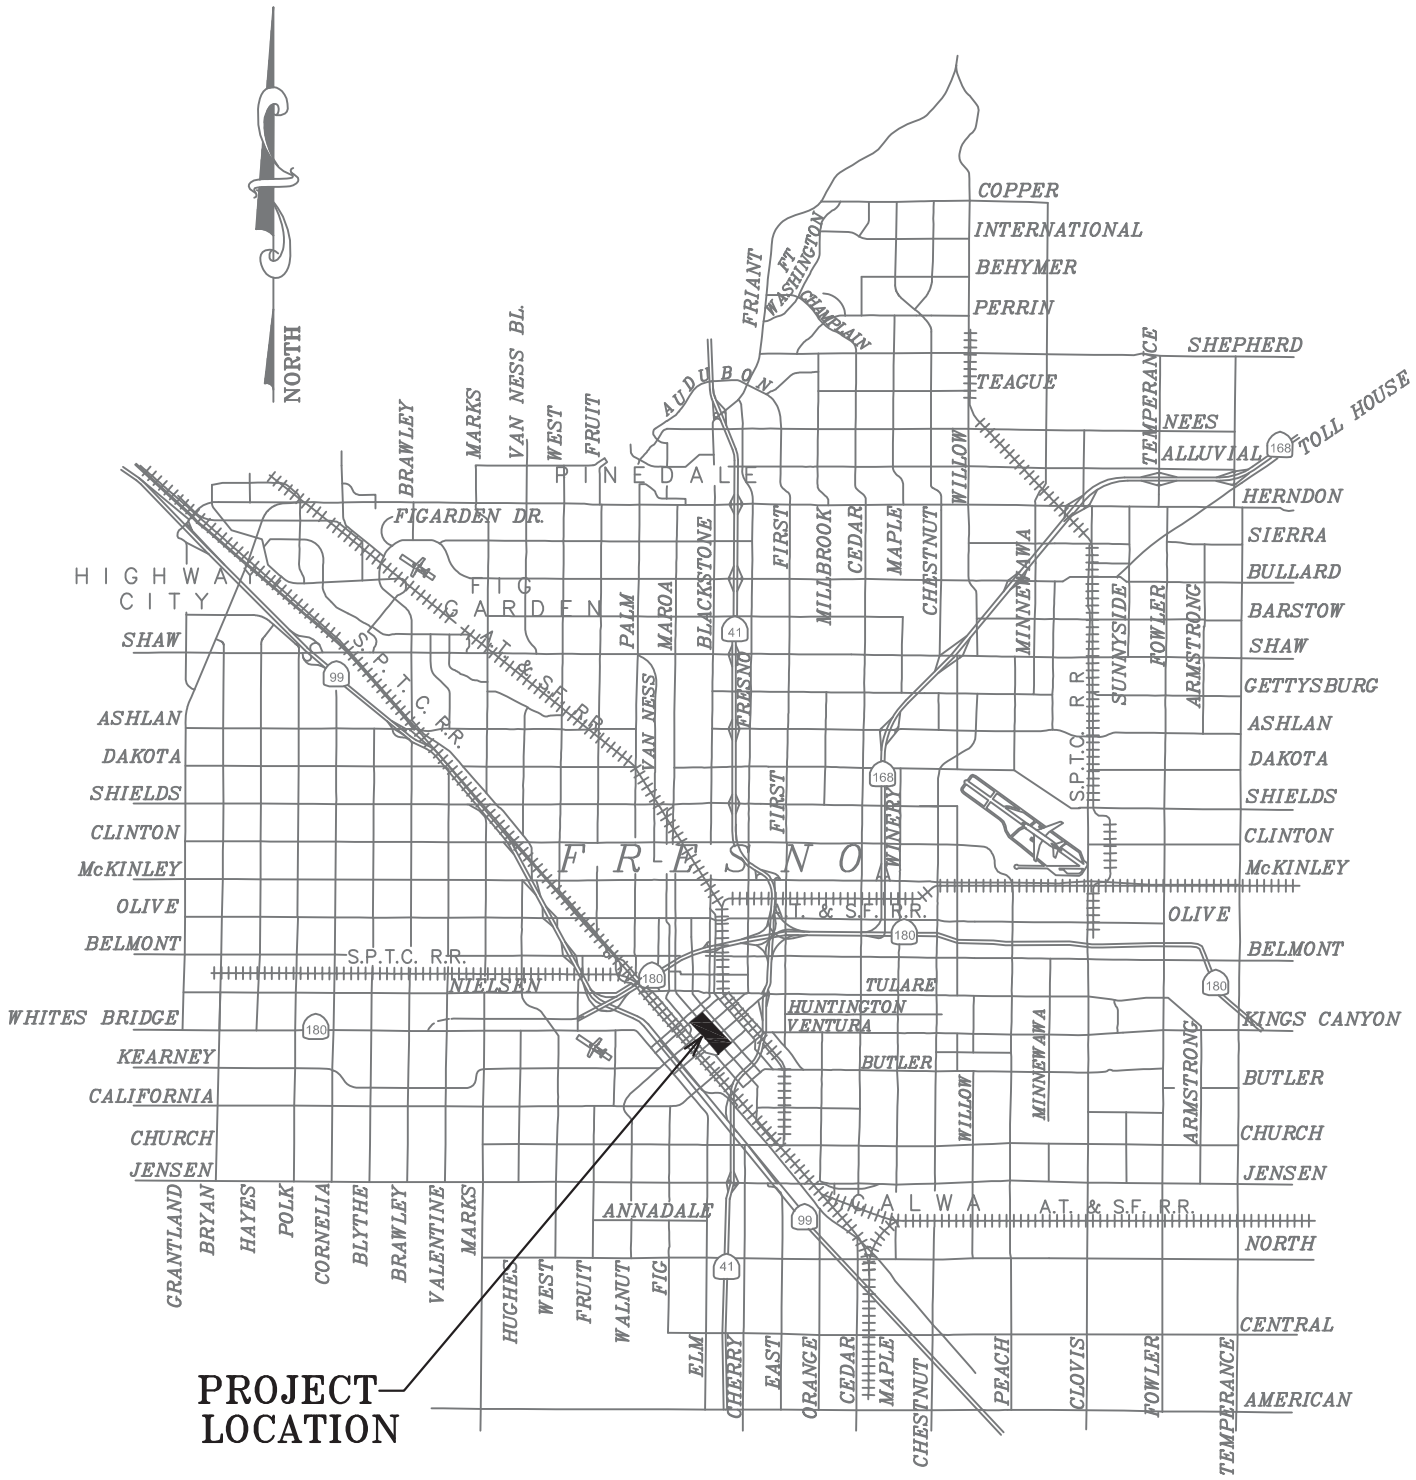 NORTH
COPPER
INTERNATIONAL
BEHYMER
PERRIN
FRIANT
FT
WASHINGTON
CHAMPLAIN
SHEPHERD
TEAGUE
AUDUBON
TEMPERANCE
NEES
ALLUVIAL
168
TOLL HOUSE
WILLOW
BRAWLEY
MARKS
VAN NESS BL.
WEST
FRUIT
PINEDALE
HERNDON
FIGARDEN DR.
SIERRA
BULLARD
BARSTOW
SHAW
GETTYSBURG
ASHLAN
DAKOTA
SHIELDS
CLINTON
McKINLEY
OLIVE
BELMONT
KINGS CANYON
BUTLER
CHURCH
JENSEN
NORTH
CENTRAL
AMERICAN
HIGHWAY
CITY
FIG
GARDEN
PALM
MAROA
BLACKSTONE
FIRST
MILLBROOK
CEDAR
MAPLE
CHESTNUT
MINNEWAWA
SUNNYSIDE
FOWLER
ARMSTRONG
41
FRESNO
VAN NESS
99
S. P. T. C. R.R.
A.T. & S.F. R.R.
S.P.T.C. R R
168
WINERY
FIRST
SHAW
ASHLAN
DAKOTA
SHIELDS
CLINTON
McKINLEY
OLIVE
BELMONT
WHITES BRIDGE
KEARNEY
CALIFORNIA
CHURCH
JENSEN
FRESNO
A.T. & S.F. R.R.
180
180
S.P.T.C. R.R.
NIELSEN
180
180
TULARE
HUNTINGTON
VENTURA
BUTLER
WILLOW
MINNEWAWA
ARMSTRONG
CALWA
A.T. & S.F. R.R.
99
41
ANNADALE
GRANTLAND
BRYAN
HAYES
POLK
CORNELIA
BLYTHE
BRAWLEY
VALENTINE
MARKS
HUGHES
WEST
FRUIT
WALNUT
FIG
ELM
CHERRY
EAST
ORANGE
CEDAR
MAPLE
CHESTNUT
PEACH
CLOVIS
FOWLER
TEMPERANCE
PROJECT
LOCATION